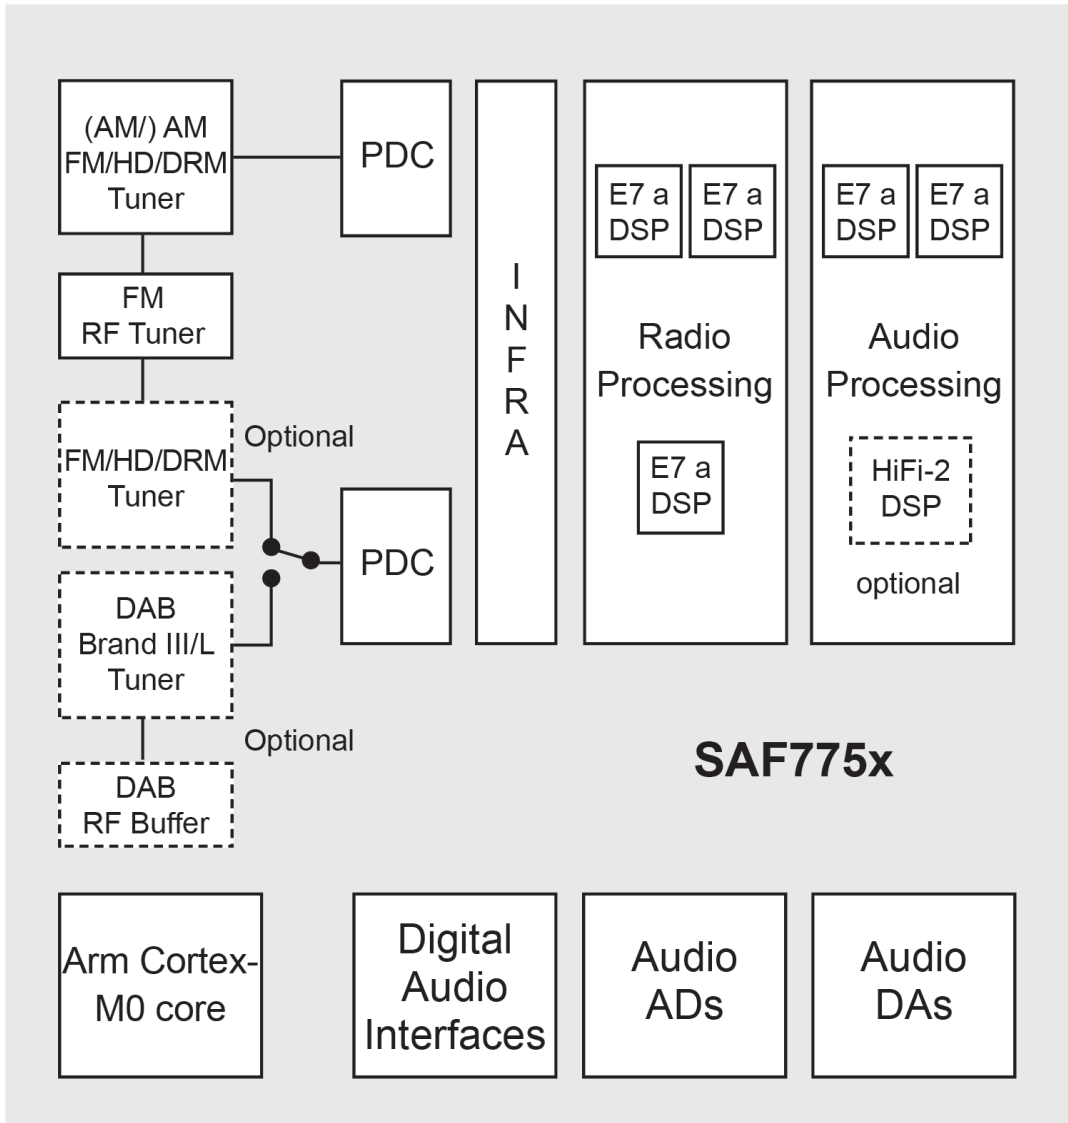 (AM/) AM
FM/HD/DRM
Tuner
PDC
FM
RF Tuner
FM/HD/DRM
Tuner
Optional
PDC
DAB
Brand III/L
Tuner
Optional
DAB
RF Buffer
I
N
F
R
A
E7 a
DSP
E7 a
DSP
Radio
Processing
E7 a
DSP
E7 a
DSP
E7 a
DSP
Audio
Processing
HiFi-2
DSP
optional
SAF775x
Arm Cortex-
M0 core
Digital
Audio
Interfaces
Audio
ADs
Audio
DAs